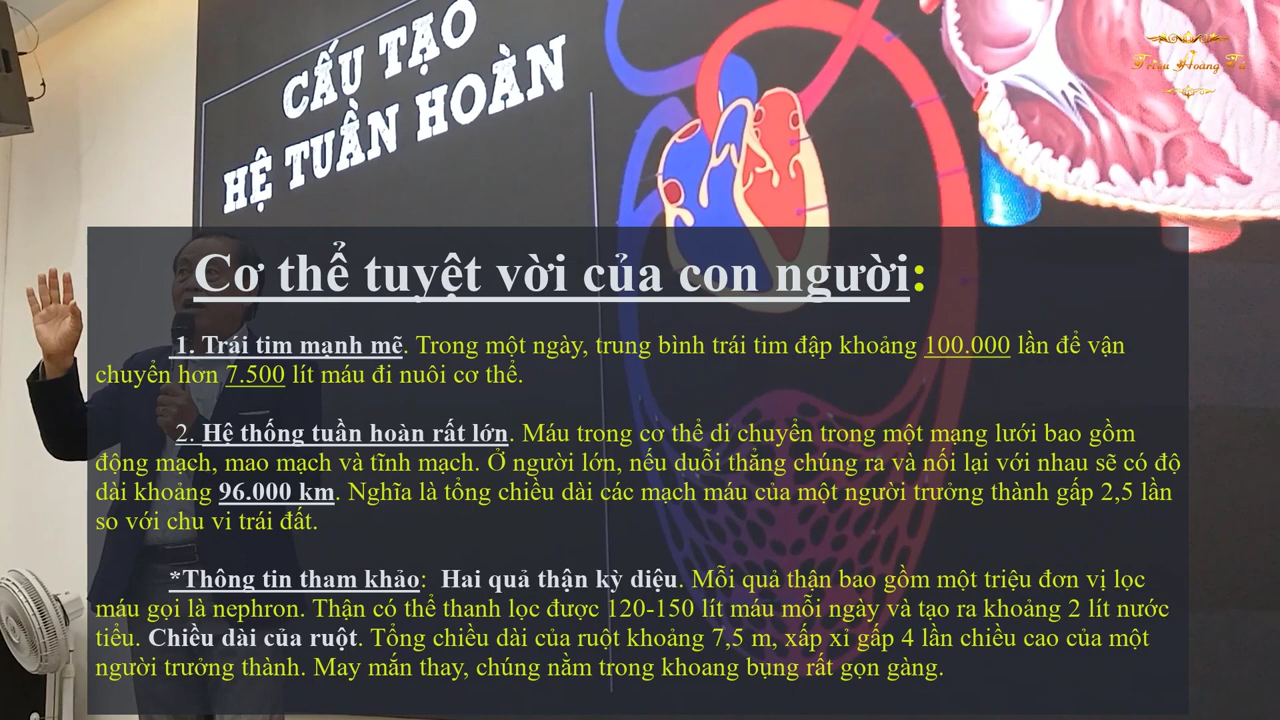 CẤU TẠO
HỆ TUẦN HOÀN
Triệu Hoàng Tá
Cơ thể tuyệt vời của con người:
1. Trái tim mạnh mẽ. Trong một ngày, trung bình trái tim đập khoảng 100.000 lần để vận
chuyển hơn 7.500 lít máu đi nuôi cơ thể.
2. Hệ thống tuần hoàn rất lớn. Máu trong cơ thể di chuyển trong một mạng lưới bao gồm
động mạch, mao mạch và tĩnh mạch. Ở người lớn, nếu duỗi thẳng chúng ra và nối lại với nhau sẽ có độ
dài khoảng 96.000 km. Nghĩa là tổng chiều dài các mạch máu của một người trưởng thành gấp 2,5 lần
so với chu vi trái đất.
*Thông tin tham khảo: Hai quả thận kỳ diệu. Mỗi quả thận bao gồm một triệu đơn vị lọc
máu gọi là nephron. Thận có thể thanh lọc được 120-150 lít máu mỗi ngày và tạo ra khoảng 2 lít nước
tiểu. Chiều dài của ruột. Tổng chiều dài của ruột khoảng 7,5 m, xấp xỉ gấp 4 lần chiều cao của một
người trưởng thành. May mắn thay, chúng nằm trong khoang bụng rất gọn gàng.